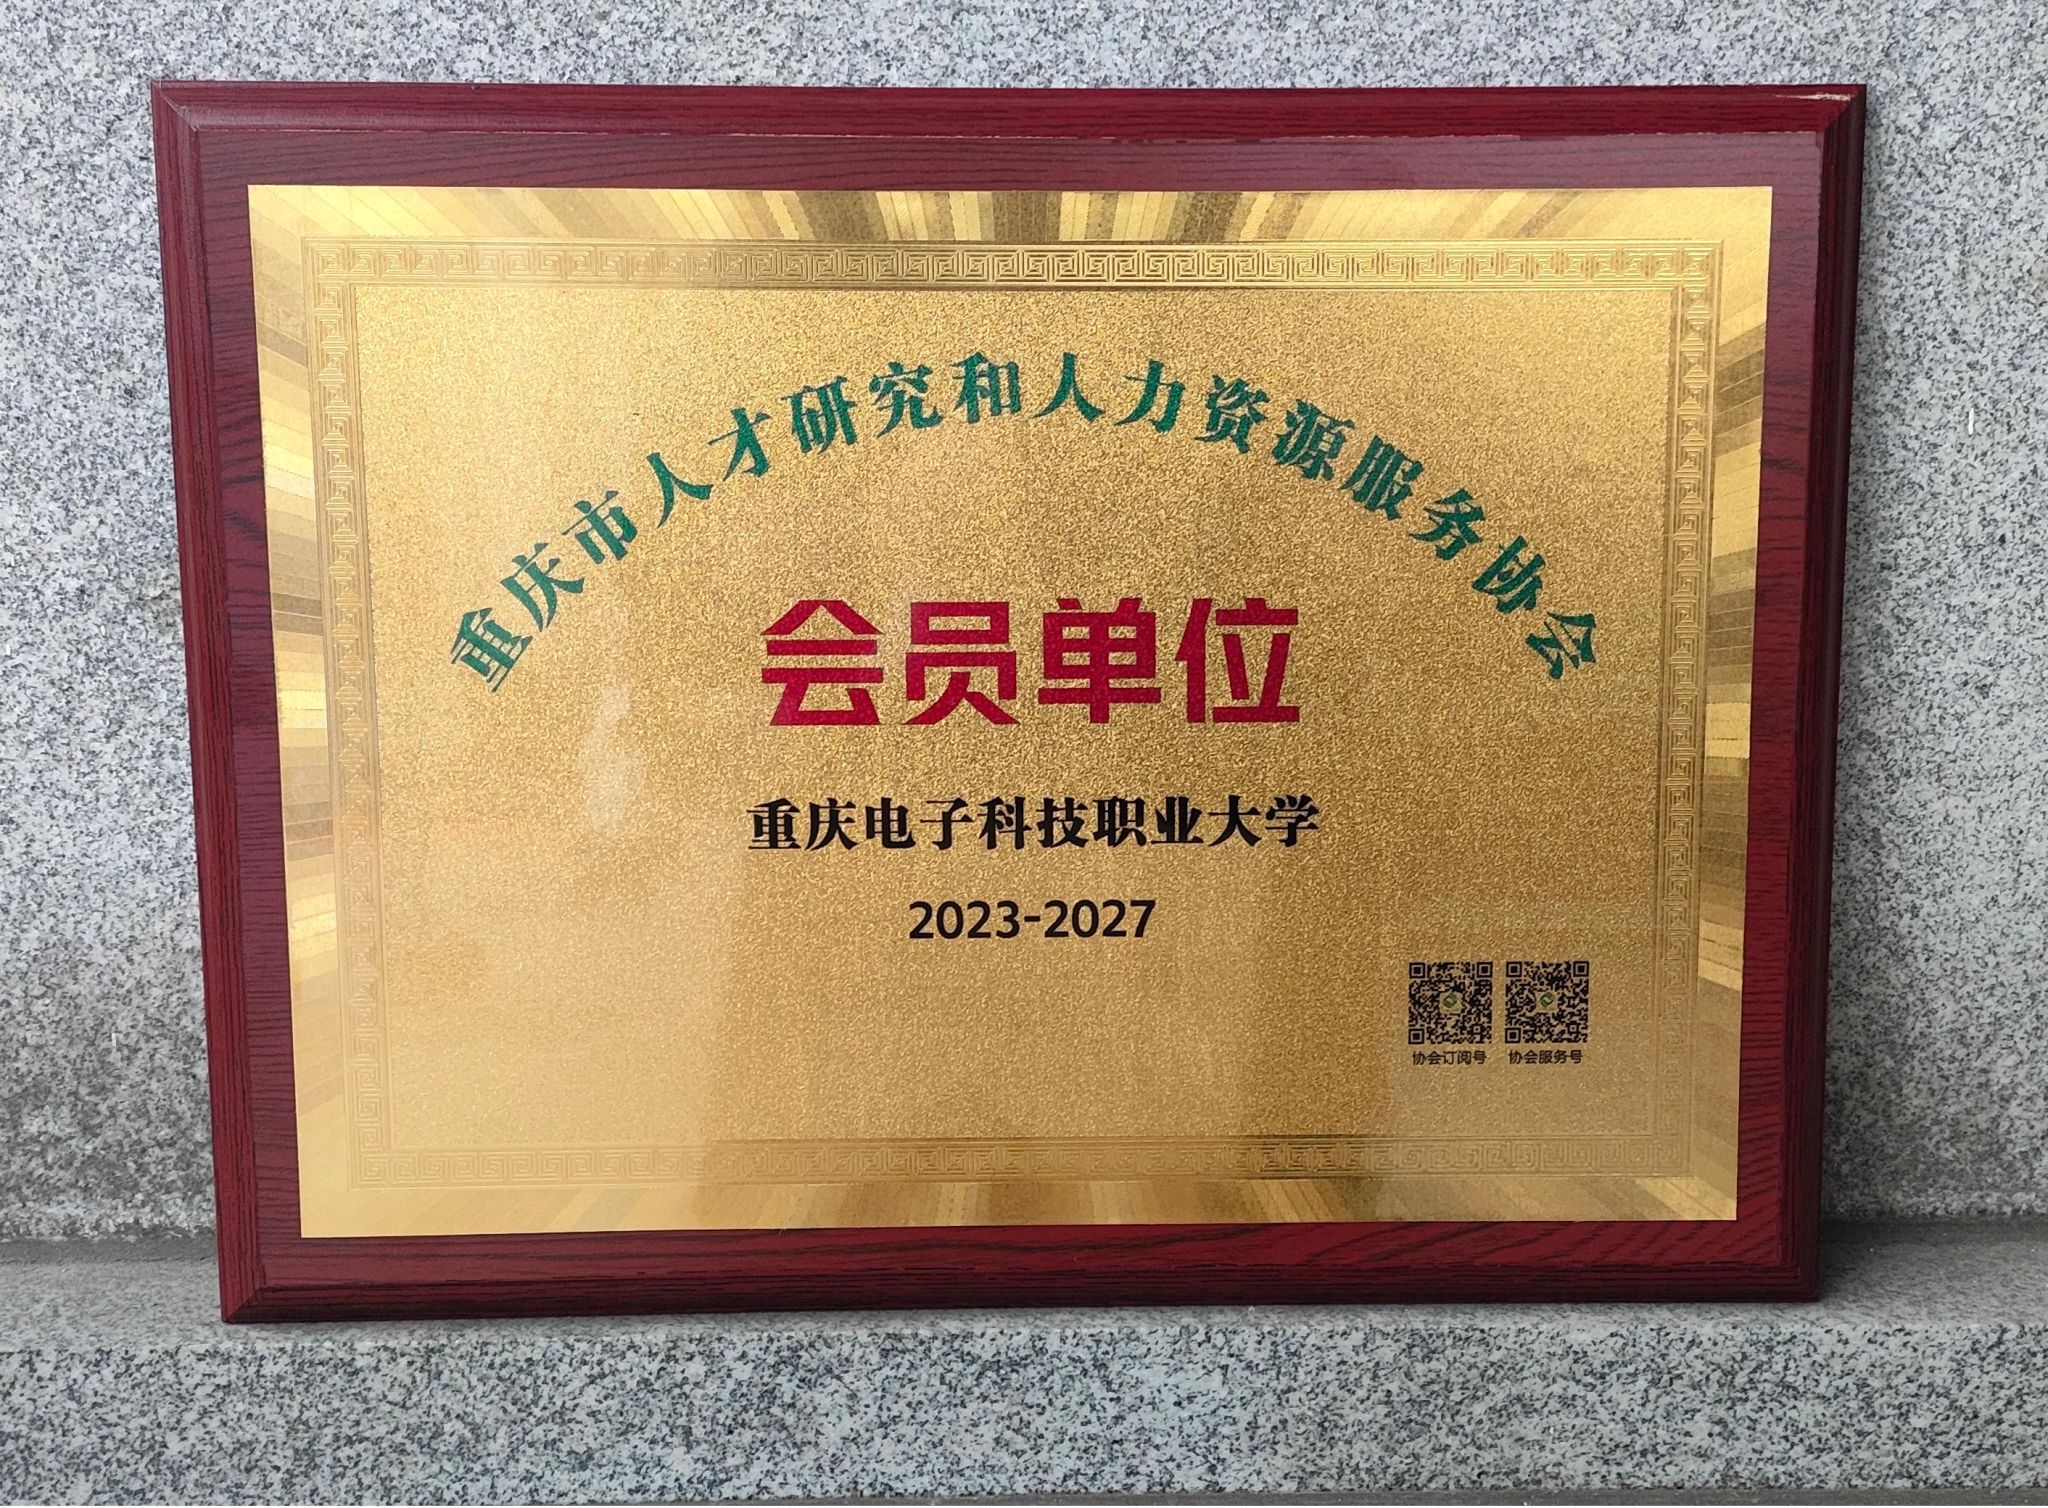 重庆市人才研究和人力资源服务协会
会员单位
重庆电子科技职业大学
2023-2027
协会订阅号 协会服务号